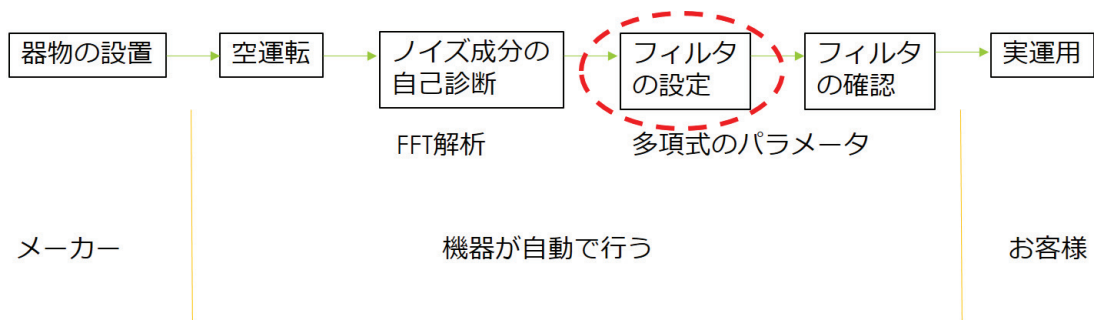 器物の設置
空運転
ノイズ成分の
自己診断
フィルタ
の設定
フィルタ
の確認
実運用
FFT解析
多項式のパラメータ
メーカー
機器が自動で行う
お客様